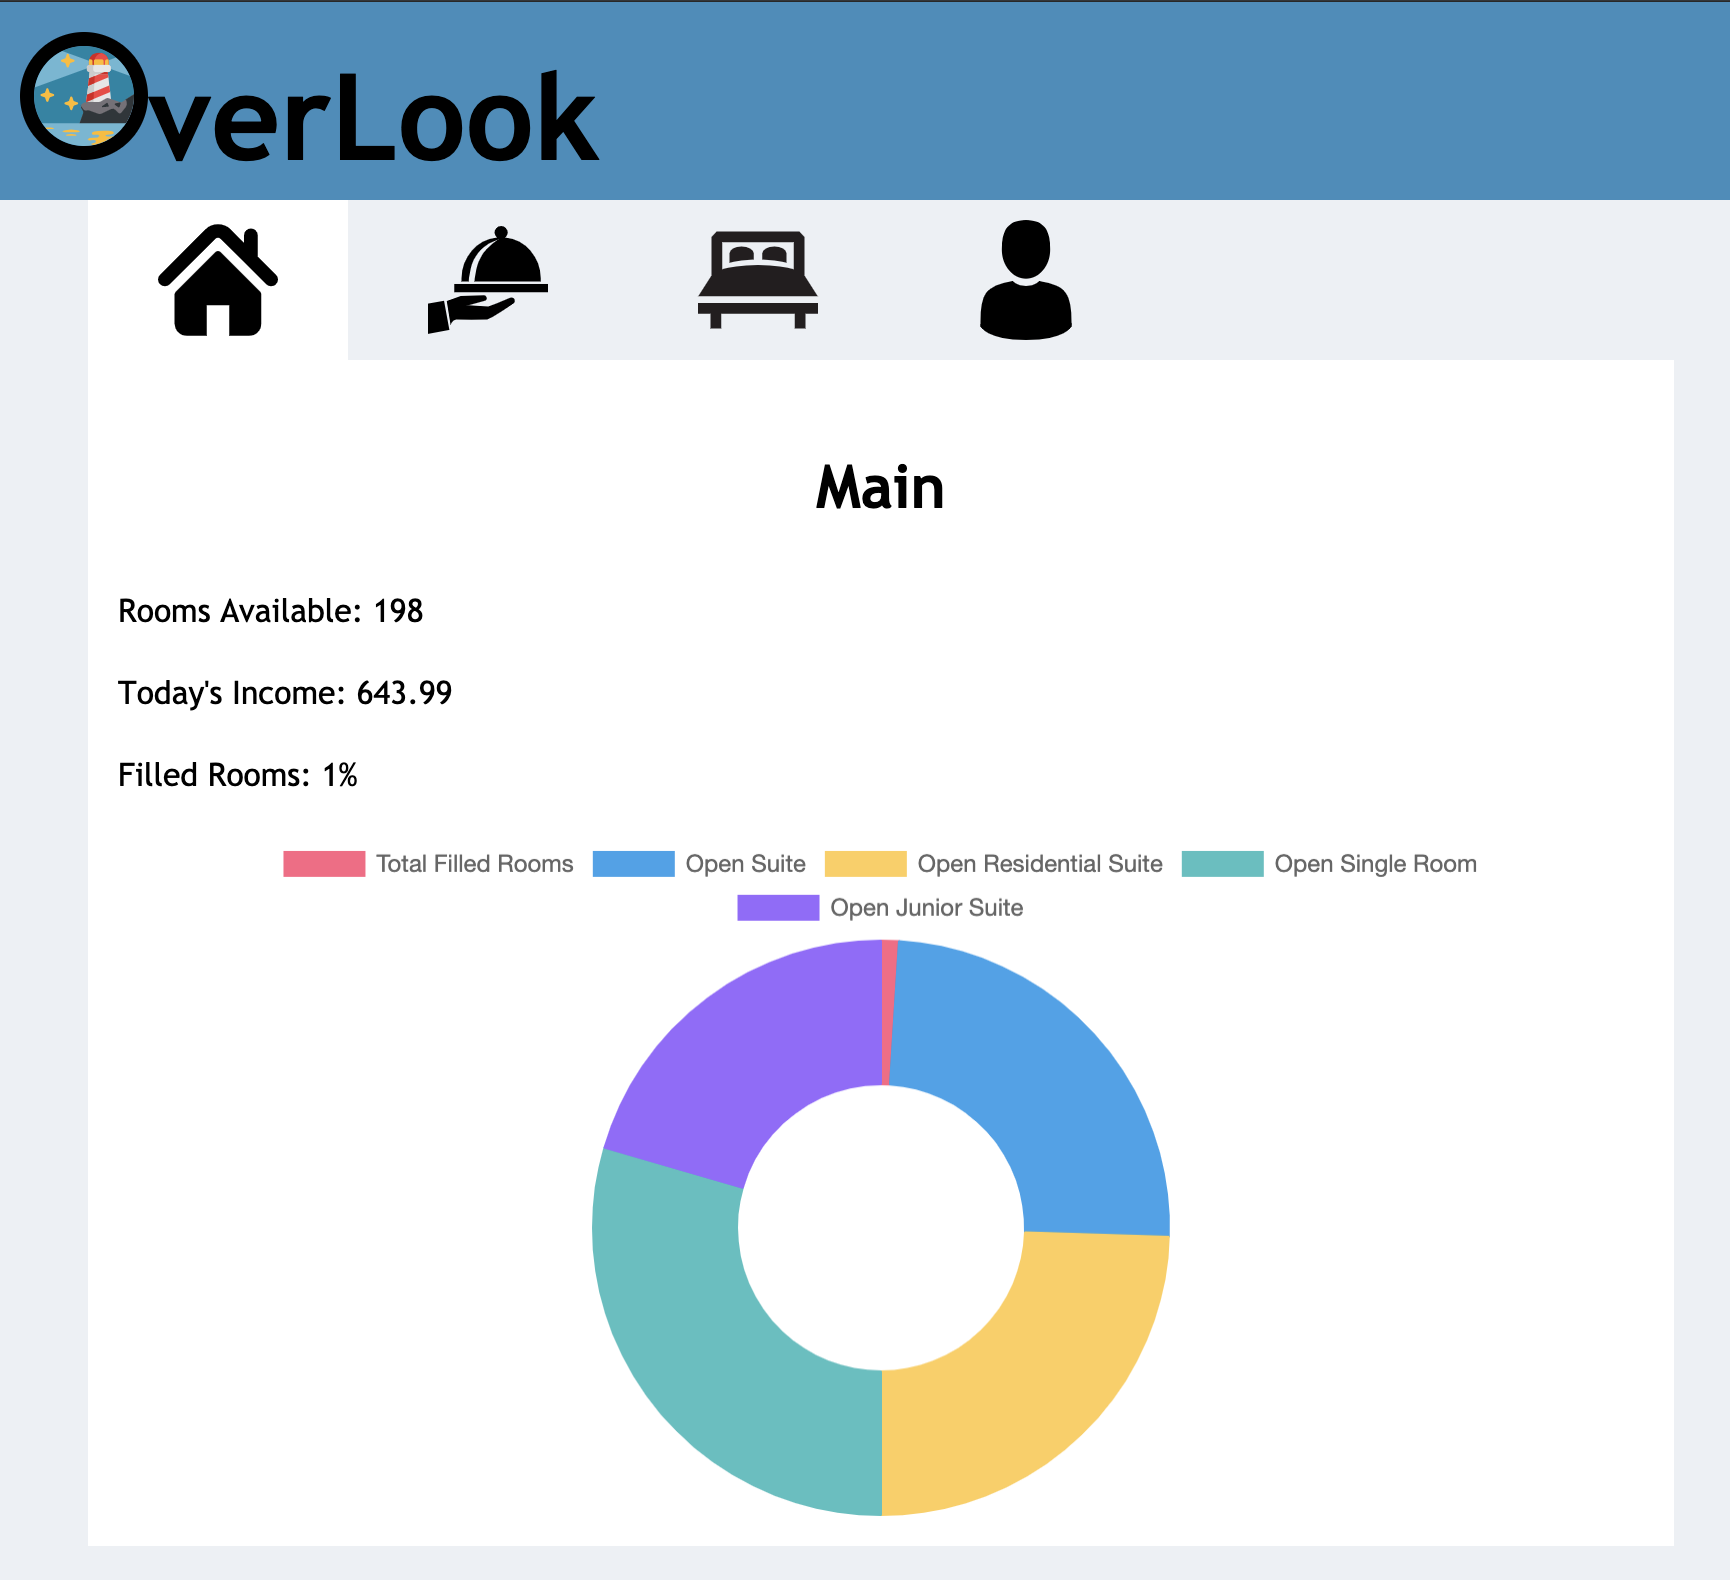 OverLook
Main
Rooms Available: 198
Today's Income: 643.99
Filled Rooms: 1%
Total Filled Rooms Open Suite Open Residential Suite Open Single Room
Open Junior Suite